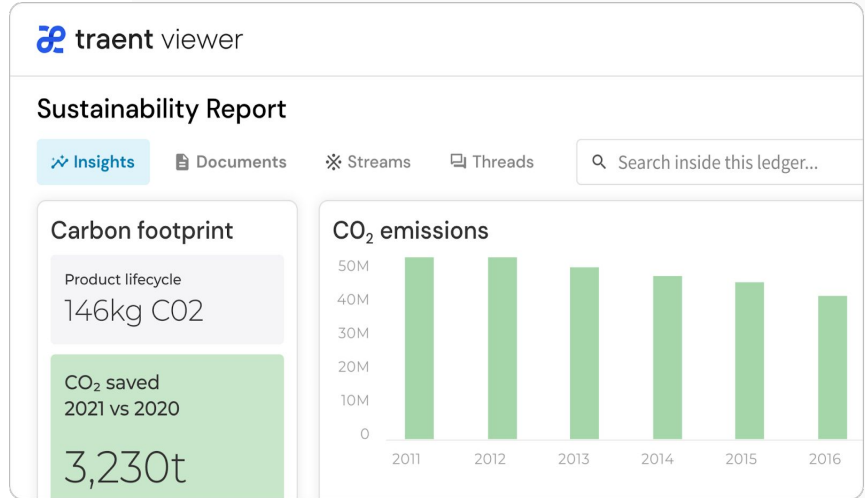 traent viewer
Sustainability Report
Insights
Documents
Streams
Threads
Search inside this ledger...
Carbon footprint
Product lifecycle
146kg C02
CO₂ saved
2021 vs 2020
3,230t
CO₂ emissions
50M
40M
30M
20M
10M
0
2011 2012 2013 2014 2015 2016